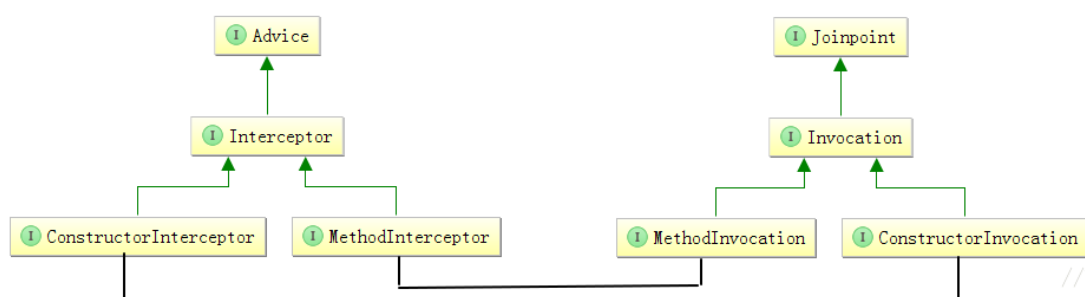 I Advice
I Joinpoint
I Interceptor
I Invocation
I ConstructorInterceptor
I MethodInterceptor
I MethodInvocation
I ConstructorInvocation
//